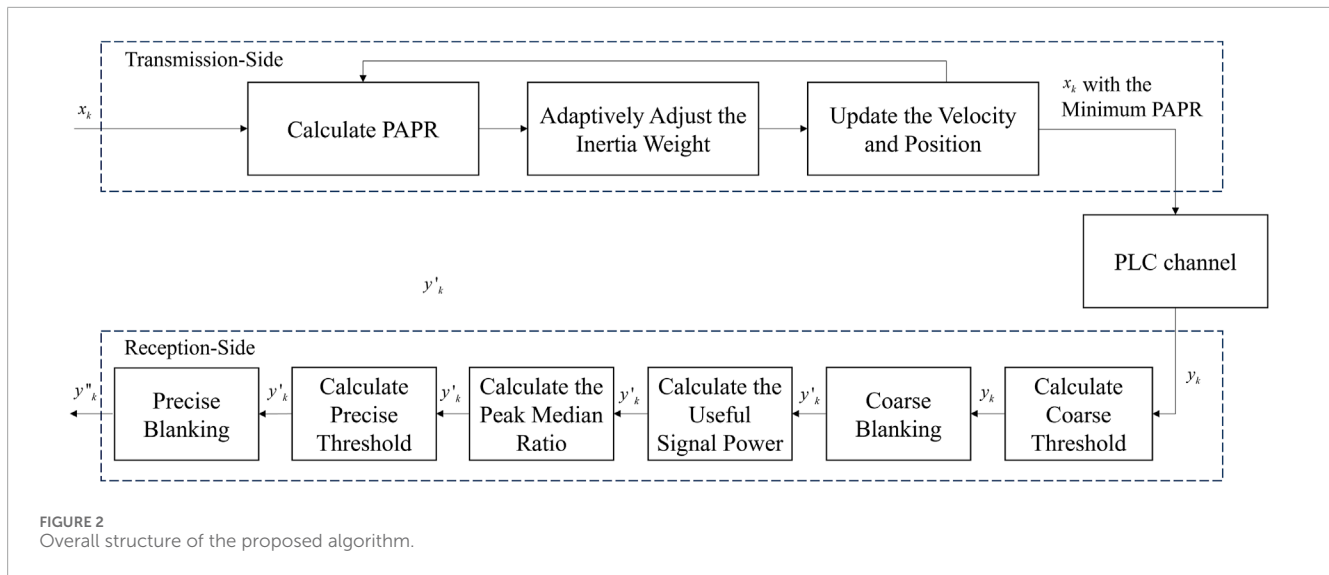 Transmission-Side
x_k
Calculate PAPR
Adaptively Adjust the
Inertia Weight
Update the Velocity
and Position
x_k with the
Minimum PAPR
PLC channel
y'_k
Reception-Side
y_k
Calculate
Coarse
Threshold
y_k
Coarse
Blanking
y'_k
Calculate the
Useful
Signal Power
y'_k
Calculate the
Peak Median
Ratio
y'_k
Calculate
Precise
Threshold
y'_k
Precise
Blanking
y"_k
FIGURE 2
Overall structure of the proposed algorithm.